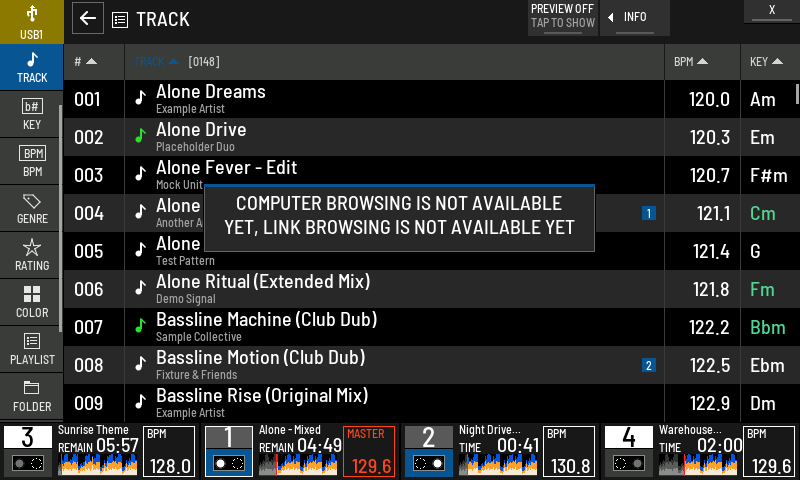 USB1
TRACK
PREVIEW OFF
TAP TO SHOW
INFO
X
# TRACK [0148] BPM KEY
TRACK
KEY
BPM
GENRE
RATING
COLOR
PLAYLIST
FOLDER
b#
BPM
001 Alone Dreams 120.0 Am
Example Artist
002 Alone Drive 120.3 Em
Placeholder Duo
003 Alone Fever - Edit 120.7 F#m
Mock Unit
COMPUTER BROWSING IS NOT AVAILABLE
YET, LINK BROWSING IS NOT AVAILABLE YET
004 Alone 1 121.1 Cm
Another A
005 Alone 121.4 G
Test Pattern
006 Alone Ritual (Extended Mix) 121.8 Fm
Demo Signal
007 Bassline Machine (Club Dub) 122.2 Bbm
Sample Collective
008 Bassline Motion (Club Dub) 2 122.5 Ebm
Fixture & Friends
009 Bassline Rise (Original Mix) 122.9 Dm
Example Artist
3 Sunrise Theme
REMAIN 05:57
BPM
128.0
1 Alone - Mixed
REMAIN 04:49
MASTER
129.6
2 Night Drive...
TIME 00:41
BPM
130.8
4 Warehouse...
TIME 02:00
BPM
129.6